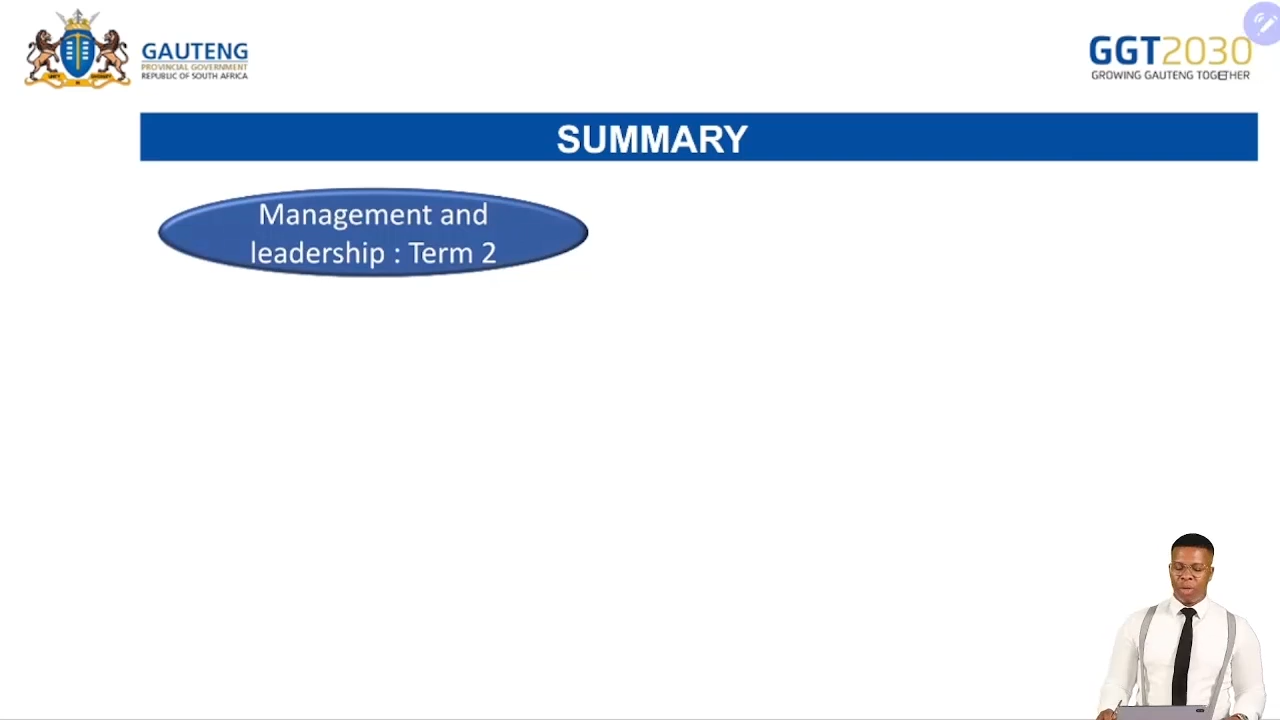 GAUTENG
PROVINCIAL GOVERNMENT
REPUBLIC OF SOUTH AFRICA
GGT2030
GROWING GAUTENG TOGETHER
SUMMARY
Management and
leadership : Term 2